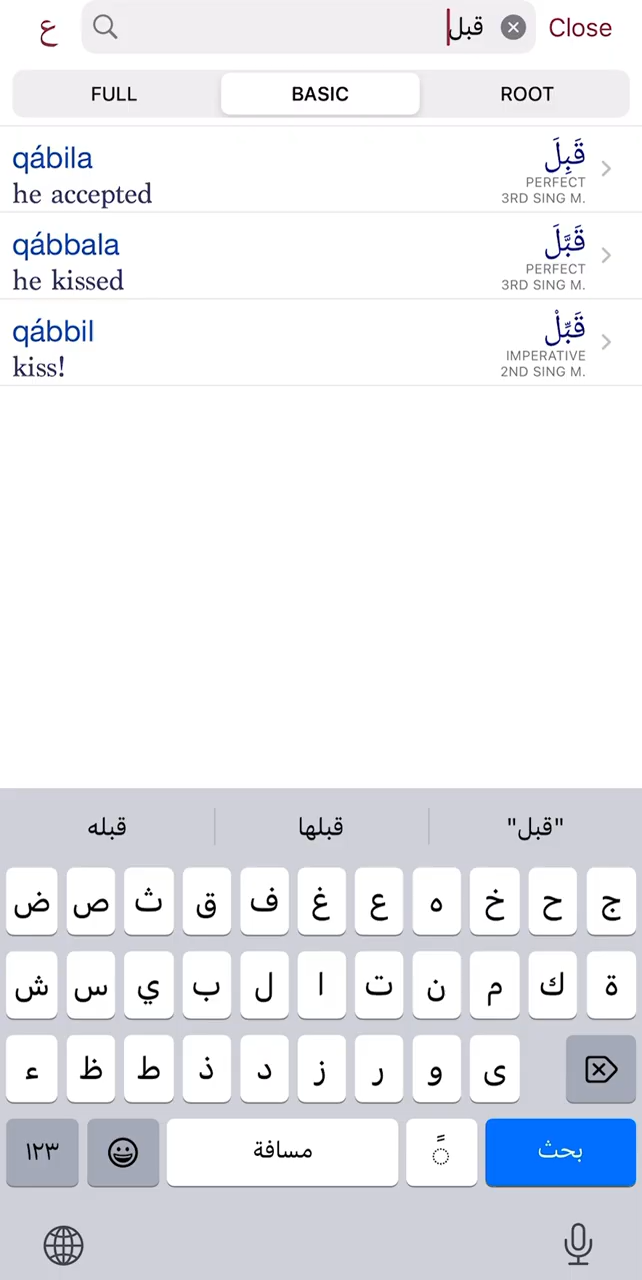 ع قبل Close
FULL BASIC ROOT
qábila قَبِلَ
he accepted PERFECT
3RD SING M.
qábbala قَبَّلَ
he kissed PERFECT
3RD SING M.
qábbil قَبِّلْ
kiss! IMPERATIVE
2ND SING M.
قبله قبلها "قبل"
ض ص ث ق ف غ ع ه خ ح ج
ش س ي ب ل ا ت ن م ك ة
ء ظ ط ذ د ز ر و ى
١٢٣ مسافة بحث